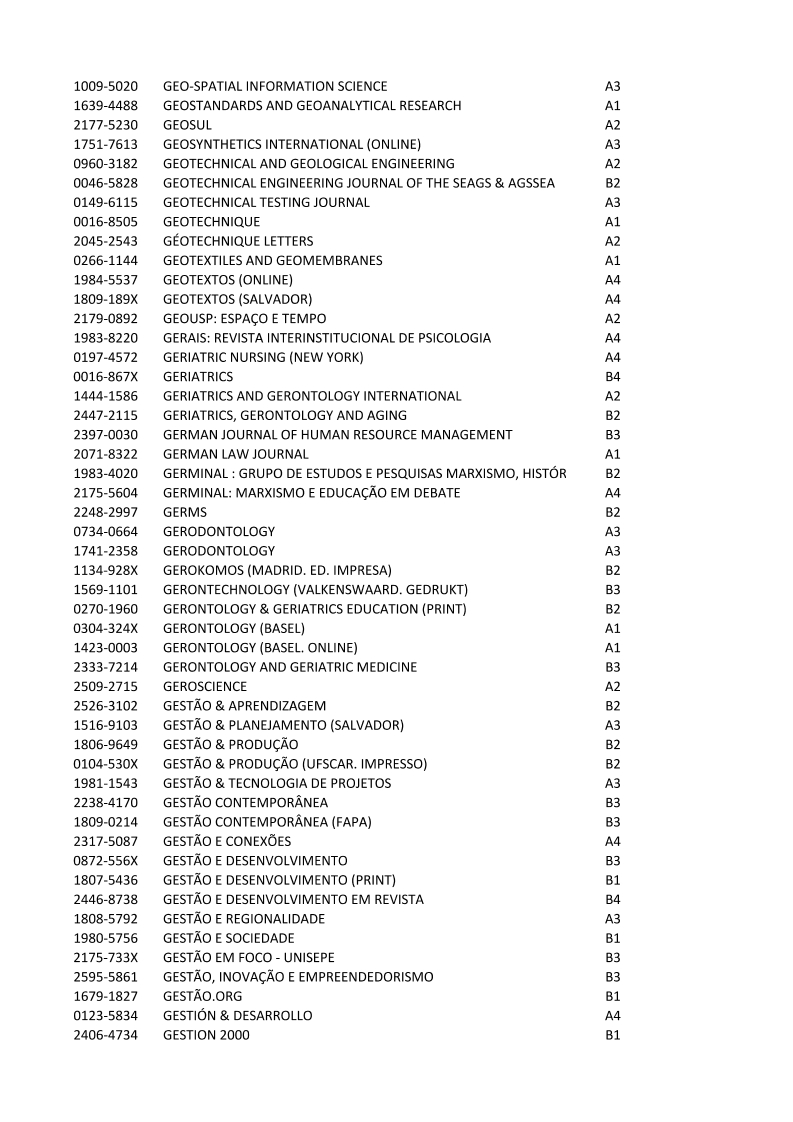 1009-5020 GEO-SPATIAL INFORMATION SCIENCE A3
1639-4488 GEOSTANDARDS AND GEOANALYTICAL RESEARCH A1
2177-5230 GEOSUL A2
1751-7613 GEOSYNTHETICS INTERNATIONAL (ONLINE) A3
0960-3182 GEOTECHNICAL AND GEOLOGICAL ENGINEERING A2
0046-5828 GEOTECHNICAL ENGINEERING JOURNAL OF THE SEAGS & AGSSEA B2
0149-6115 GEOTECHNICAL TESTING JOURNAL A3
0016-8505 GEOTECHNIQUE A1
2045-2543 GÉOTECHNIQUE LETTERS A2
0266-1144 GEOTEXTILES AND GEOMEMBRANES A1
1984-5537 GEOTEXTOS (ONLINE) A4
1809-189X GEOTEXTOS (SALVADOR) A4
2179-0892 GEOUSP: ESPAÇO E TEMPO A2
1983-8220 GERAIS: REVISTA INTERINSTITUCIONAL DE PSICOLOGIA A4
0197-4572 GERIATRIC NURSING (NEW YORK) A4
0016-867X GERIATRICS B4
1444-1586 GERIATRICS AND GERONTOLOGY INTERNATIONAL A2
2447-2115 GERIATRICS, GERONTOLOGY AND AGING B2
2397-0030 GERMAN JOURNAL OF HUMAN RESOURCE MANAGEMENT B3
2071-8322 GERMAN LAW JOURNAL A1
1983-4020 GERMINAL : GRUPO DE ESTUDOS E PESQUISAS MARXISMO, HISTÓR B2
2175-5604 GERMINAL: MARXISMO E EDUCAÇÃO EM DEBATE A4
2248-2997 GERMS B2
0734-0664 GERODONTOLOGY A3
1741-2358 GERODONTOLOGY A3
1134-928X GEROKOMOS (MADRID. ED. IMPRESA) B2
1569-1101 GERONTECHNOLOGY (VALKENSWAARD. GEDRUKT) B3
0270-1960 GERONTOLOGY & GERIATRICS EDUCATION (PRINT) B2
0304-324X GERONTOLOGY (BASEL) A1
1423-0003 GERONTOLOGY (BASEL. ONLINE) A1
2333-7214 GERONTOLOGY AND GERIATRIC MEDICINE B3
2509-2715 GEROSCIENCE A2
2526-3102 GESTÃO & APRENDIZAGEM B2
1516-9103 GESTÃO & PLANEJAMENTO (SALVADOR) A3
1806-9649 GESTÃO & PRODUÇÃO B2
0104-530X GESTÃO & PRODUÇÃO (UFSCAR. IMPRESSO) B2
1981-1543 GESTÃO & TECNOLOGIA DE PROJETOS A3
2238-4170 GESTÃO CONTEMPORÂNEA B3
1809-0214 GESTÃO CONTEMPORÂNEA (FAPA) B3
2317-5087 GESTÃO E CONEXÕES A4
0872-556X GESTÃO E DESENVOLVIMENTO B3
1807-5436 GESTÃO E DESENVOLVIMENTO (PRINT) B1
2446-8738 GESTÃO E DESENVOLVIMENTO EM REVISTA B4
1808-5792 GESTÃO E REGIONALIDADE A3
1980-5756 GESTÃO E SOCIEDADE B1
2175-733X GESTÃO EM FOCO - UNISEPE B3
2595-5861 GESTÃO, INOVAÇÃO E EMPREENDEDORISMO B3
1679-1827 GESTÃO.ORG B1
0123-5834 GESTIÓN & DESARROLLO A4
2406-4734 GESTION 2000 B1